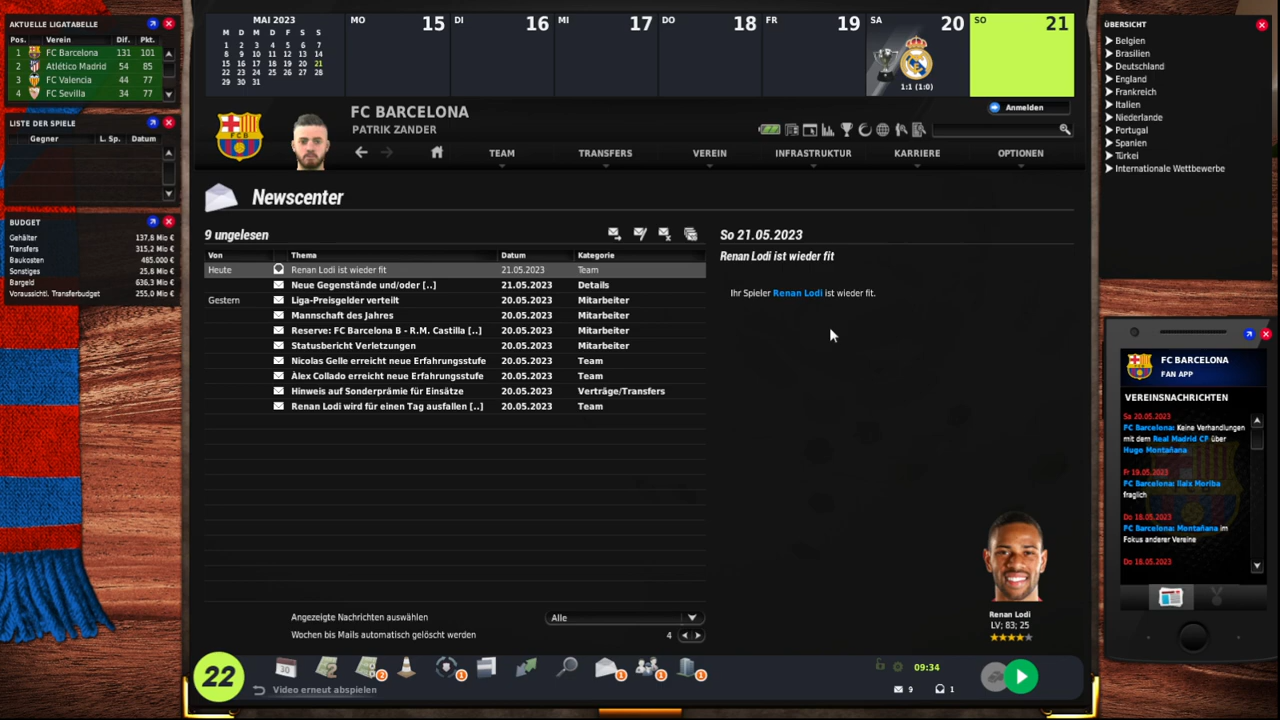 AKTUELLE LIGATABELLE
Pos. Verein Dif. Pkt.
1 FC Barcelona 131 101
2 Atlético Madrid 54 85
3 FC Valencia 44 77
4 FC Sevilla 34 77
LISTE DER SPIELE
Gegner L. Sp. Datum
BUDGET
Gehälter 137,6 Mio €
Transfers 315,2 Mio €
Baukosten 485.000 €
Sonstiges 25,6 Mio €
Bargeld 636,3 Mio €
Voraussichtl. Transferbudget 255,0 Mio €
MAI 2023
M D M D F S S
1 2 3 4 5 6 7
8 9 10 11 12 13 14
15 16 17 18 19 20 21
22 23 24 25 26 27 28
29 30 31
MO 15
DI 16
MI 17
DO 18
FR 19
SA 20
1:1 (1:0)
SO 21
FC BARCELONA
PATRIK ZANDER
Anmelden
TEAM TRANSFERS VEREIN INFRASTRUKTUR KARRIERE OPTIONEN
Newscenter
9 ungelesen
Von Thema Datum Kategorie
Heute Renan Lodi ist wieder fit 21.05.2023 Team
Neue Gegenstände und/oder [..] 21.05.2023 Details
Gestern Liga-Preisgelder verteilt 20.05.2023 Mitarbeiter
Mannschaft des Jahres 20.05.2023 Mitarbeiter
Reserve: FC Barcelona B - R.M. Castilla [..] 20.05.2023 Mitarbeiter
Statusbericht Verletzungen 20.05.2023 Mitarbeiter
Nicolas Gelle erreicht neue Erfahrungsstufe 20.05.2023 Team
Àlex Collado erreicht neue Erfahrungsstufe 20.05.2023 Team
Hinweis auf Sonderprämie für Einsätze 20.05.2023 Verträge/Transfers
Renan Lodi wird für einen Tag ausfallen [..] 20.05.2023 Team
Angezeigte Nachrichten auswählen Alle
Wochen bis Mails automatisch gelöscht werden 4
So 21.05.2023
Renan Lodi ist wieder fit
Ihr Spieler Renan Lodi ist wieder fit.
Renan Lodi
LV; 83; 25
22
30
2
1
1
1
1
Video erneut abspielen
09:34
9 1
ÜBERSICHT
Belgien
Brasilien
Deutschland
England
Frankreich
Italien
Niederlande
Portugal
Spanien
Türkei
Internationale Wettbewerbe
FC BARCELONA
FAN APP
VEREINSNACHRICHTEN
Sa 20.05.2023
FC Barcelona: Keine Verhandlungen
mit dem Real Madrid CF über
Hugo Montañana
Fr 19.05.2023
FC Barcelona: Ilaix Moriba
fraglich
Do 18.05.2023
FC Barcelona: Montañana im
Fokus anderer Vereine
Do 18.05.2023